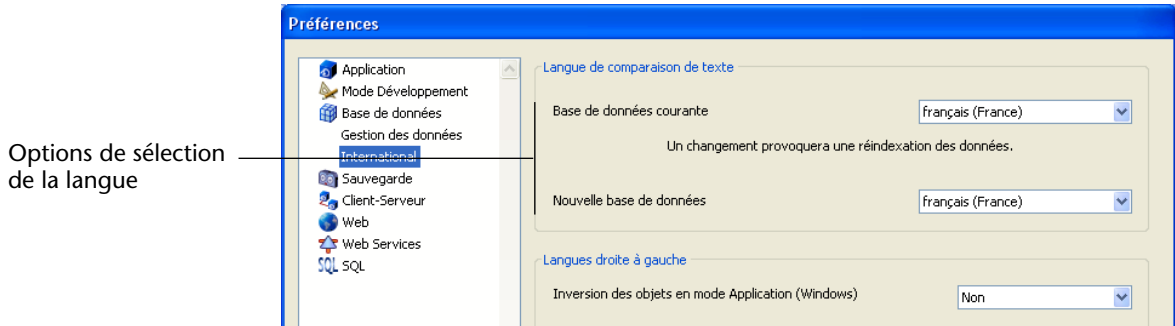 Préférences
Application
Mode Développement
Base de données
Gestion des données
International
Sauvegarde
Client-Serveur
Web
Web Services
SQL SQL
Options de sélection
de la langue
Langue de comparaison de texte
Base de données courante
français (France)
Un changement provoquera une réindexation des données.
Nouvelle base de données
français (France)
Langues droite à gauche
Inversion des objets en mode Application (Windows)
Non